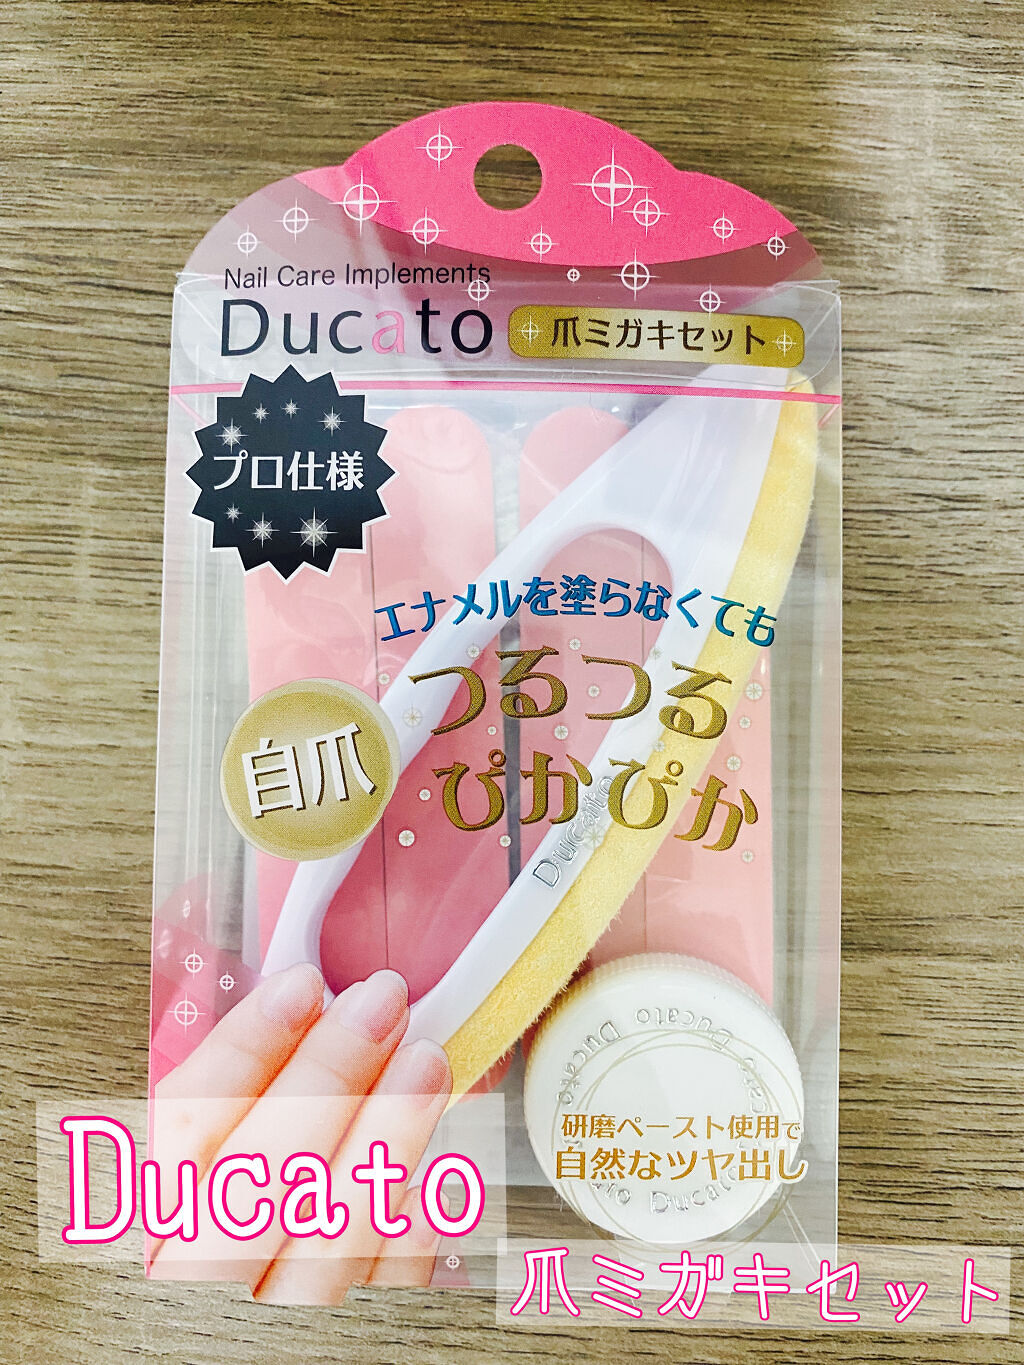 Nail Care Implements
Ducato
爪ミガキセット
プロ仕様
エナメルを塗らなくても
つるつる
ぴかぴか
自爪
Ducato
Ducato Ducato Ducato
研磨ペースト使用で
自然なツヤ出し
Ducato
Ducato
爪ミガキセット